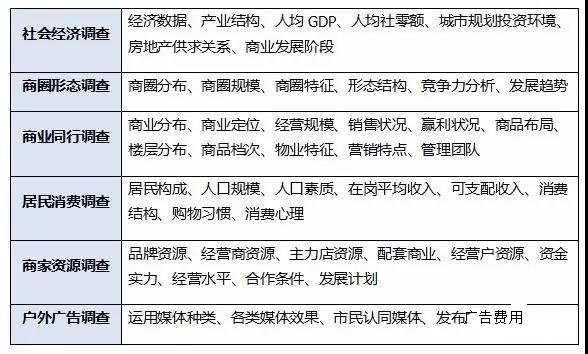 社会经济调查
经济数据、产业结构、人均 GDP、人均社零额、城市规划投资环境、
房地产供求关系、商业发展阶段
商圈形态调查
商圈分布、商圈规模、商圈特征、形态结构、竞争力分析、发展趋势
商业同行调查
商业分布、商业定位、经营规模、销售状况、赢利状况、商品布局、
楼层分布、商品档次、物业特征、营销特点、管理团队
居民消费调查
居民构成、人口规模、人口素质、在岗平均收入、可支配收入、消费
结构、购物习惯、消费心理
商家资源调查
品牌资源、经营商资源、主力店资源、配套商业、经营户资源、资金
实力、经营水平、合作条件、发展计划
户外广告调查
运用媒体种类、各类媒体效果、市民认同媒体、发布广告费用